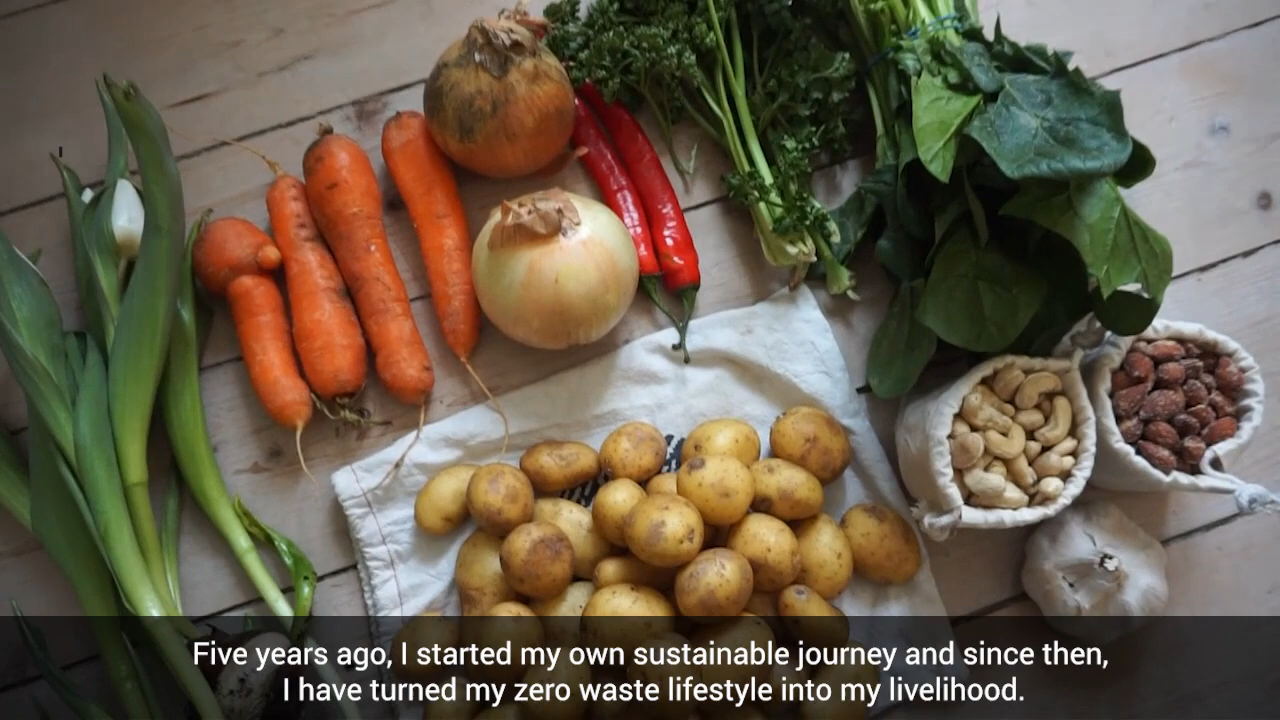 Five years ago, I started my own sustainable journey and since then,
I have turned my zero waste lifestyle into my livelihood.